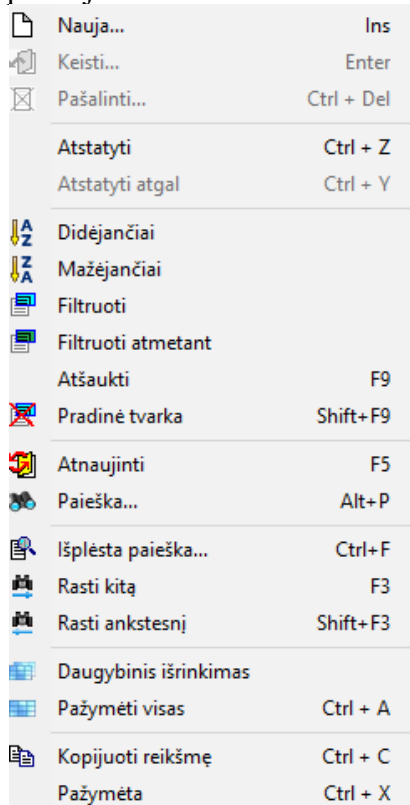 Nauja... Ins
Keisti... Enter
Pašalinti... Ctrl + Del
Atstatyti Ctrl + Z
Atstatyti atgal Ctrl + Y
Didėjančiai
Mažėjančiai
Filtruoti
Filtruoti atmetant
Atšaukti F9
Pradinė tvarka Shift+F9
Atnaujinti F5
Paieška... Alt+P
Išplėsta paieška... Ctrl+F
Rasti kitą F3
Rasti ankstesnį Shift+F3
Daugybinis išrinkimas
Pažymėti visas Ctrl + A
Kopijuoti reikšmę Ctrl + C
Pažymėta Ctrl + X